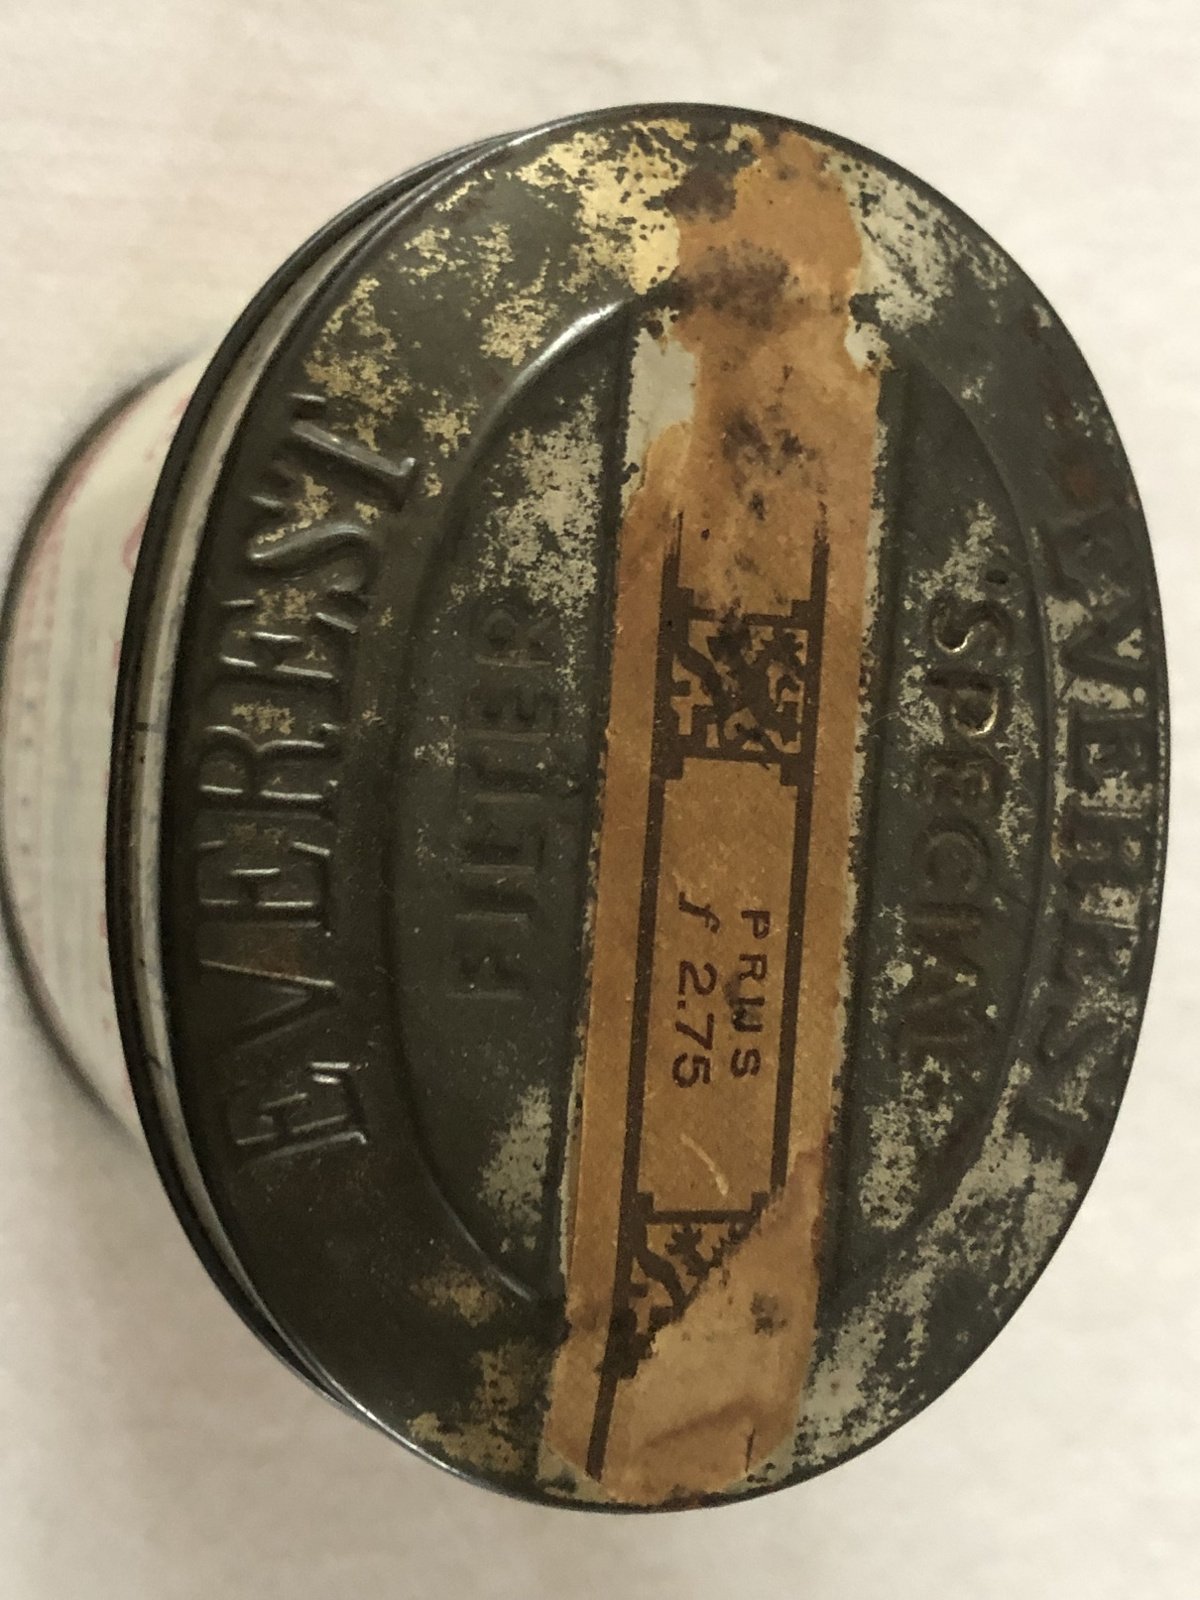 EVEREST
"SPECIAL"
PRIJS
f 2.75
FILTER
EVEREST